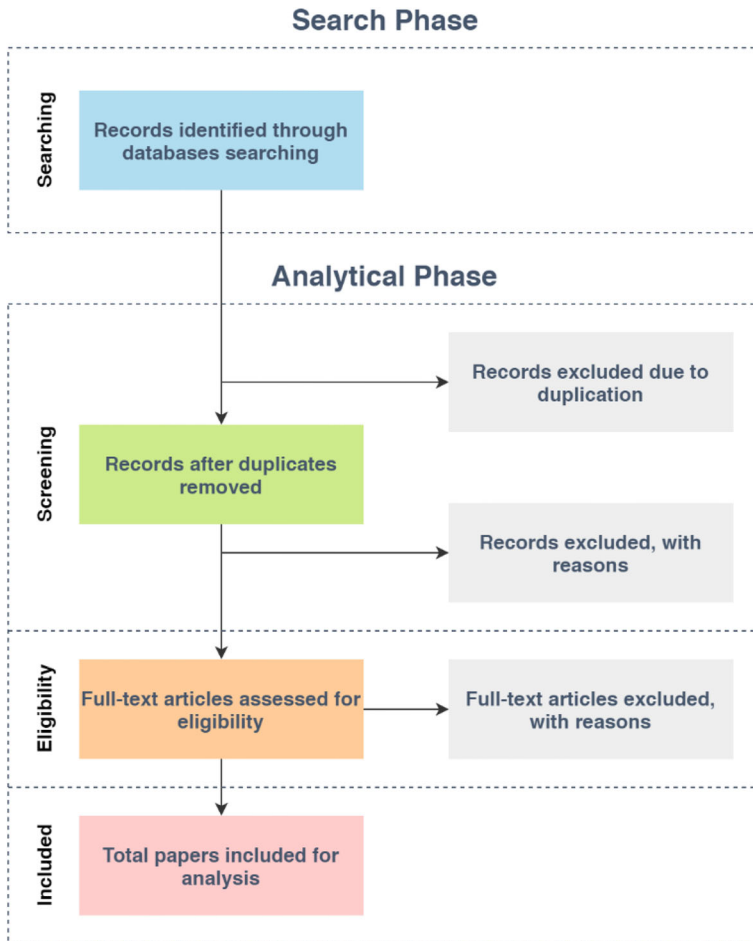 Search Phase
Searching
Records identified through
databases searching
Analytical Phase
Screening
Records excluded due to
duplication
Records after duplicates
removed
Records excluded, with
reasons
Eligibility
Full-text articles assessed for
eligibility
Full-text articles excluded,
with reasons
Included
Total papers included for
analysis